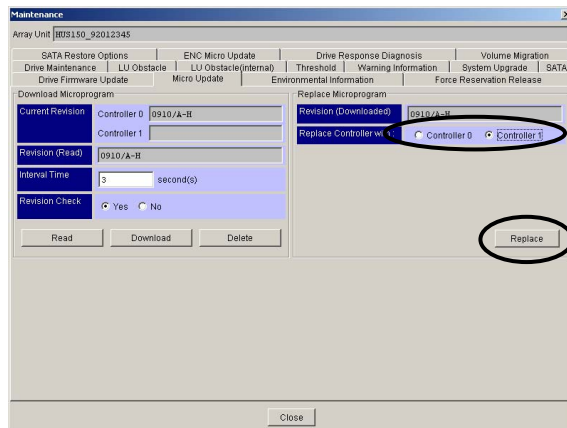 Maintenance
Array Unit HUS150_92012345
SATA Restore Options ENC Micro Update Drive Response Diagnosis Volume Migration
Drive Maintenance LU Obstacle LU Obstacle(internal) Threshold Warning Information System Upgrade SATA
Drive Firmware Update Micro Update Environmental Information Force Reservation Release
Download Microprogram
Current Revision Controller 0 0910/A-H
Controller 1
Revision (Read) 0910/A-H
Interval Time 3 second(s)
Revision Check Yes No
Read Download Delete
Replace Microprogram
Revision (Downloaded) 0910/A-H
Replace Controller with: Controller 0 Controller 1
Replace
Close